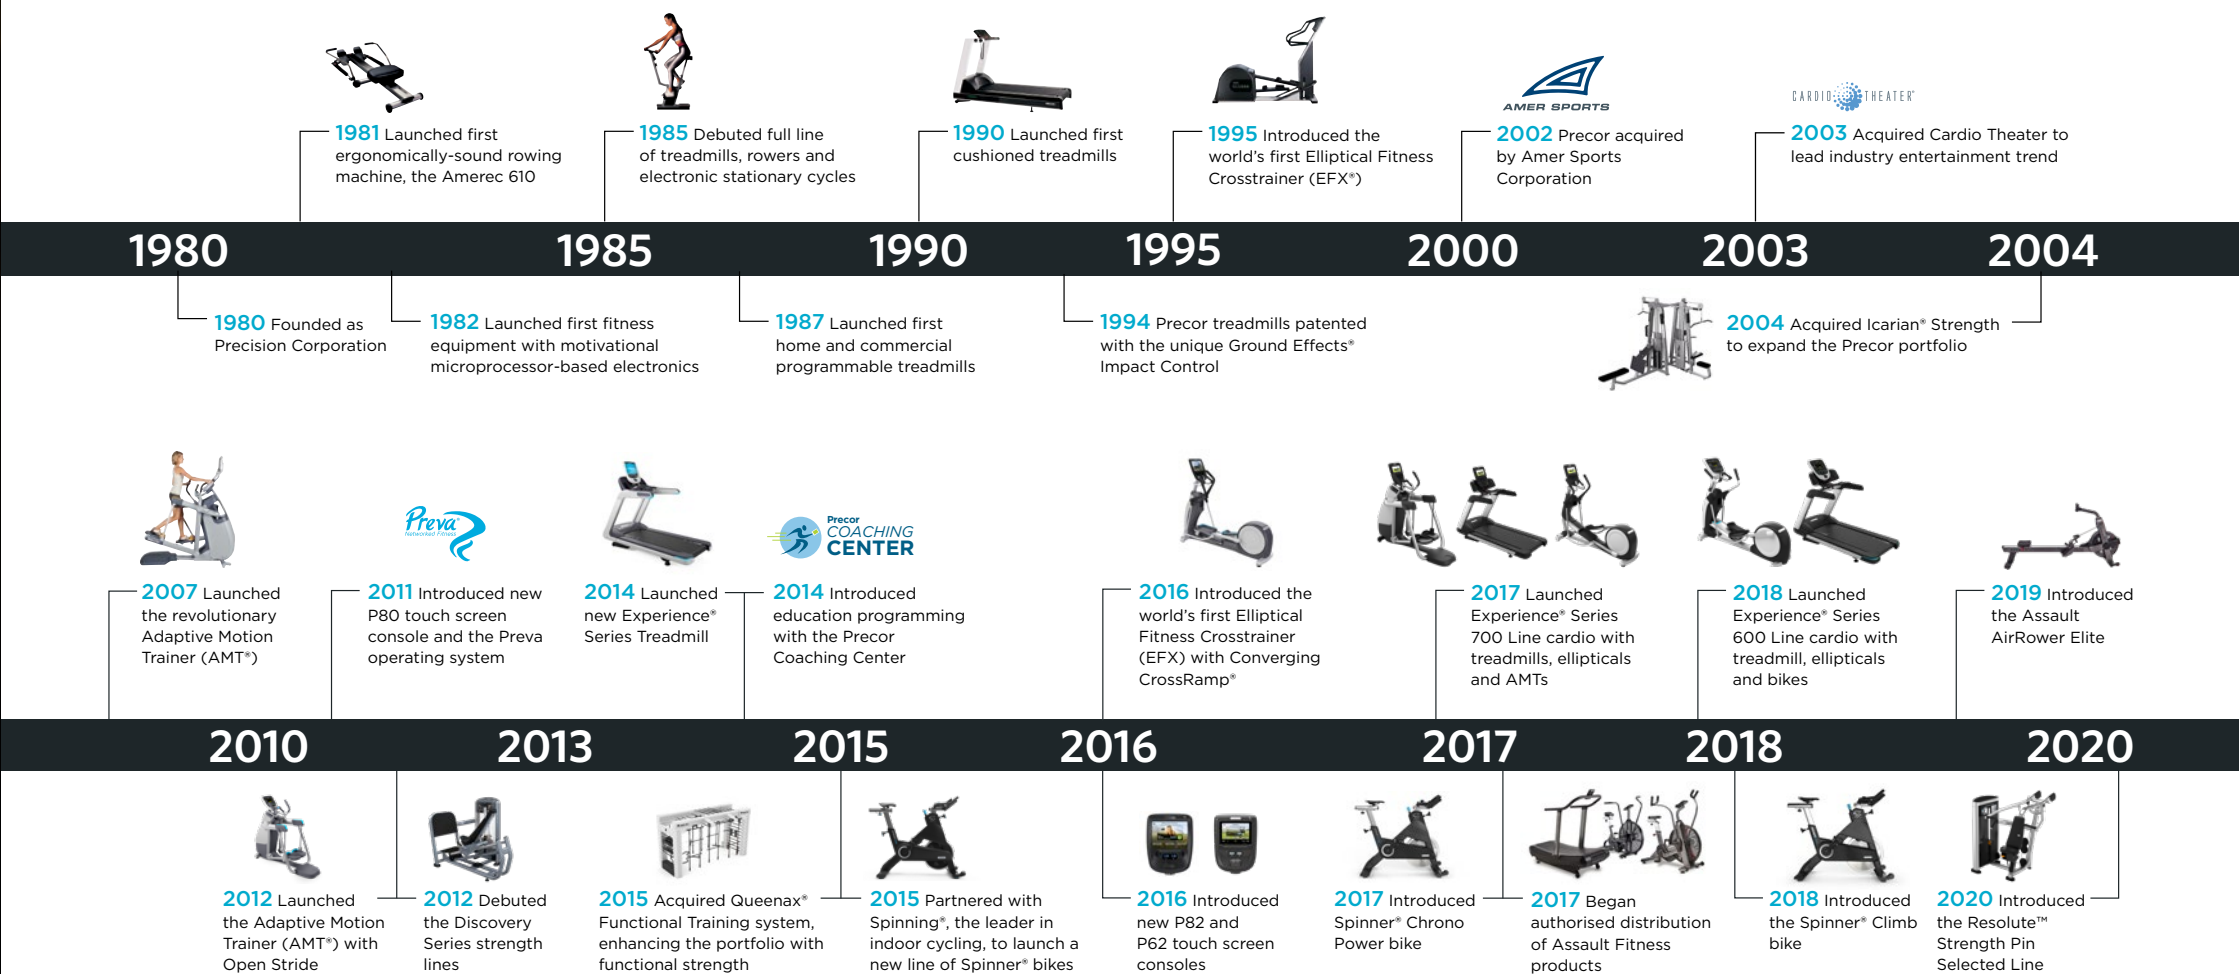 AMER SPORTS
CARDIO THEATER
1981 Launched first
ergonomically-sound rowing
machine, the Amerec 610
1985 Debuted full line
of treadmills, rowers and
electronic stationary cycles
1990 Launched first
cushioned treadmills
1995 Introduced the
world's first Elliptical Fitness
Crosstrainer (EFX®)
2002 Precor acquired
by Amer Sports
Corporation
2003 Acquired Cardio Theater to
lead industry entertainment trend
1980 1985 1990 1995 2000 2003 2004
1980 Founded as
Precision Corporation
1982 Launched first fitness
equipment with motivational
microprocessor-based electronics
1987 Launched first
home and commercial
programmable treadmills
1994 Precor treadmills patented
with the unique Ground Effects®
Impact Control
2004 Acquired Icarian® Strength
to expand the Precor portfolio
Preva®
Networked Fitness
Precor
COACHING
CENTER
2007 Launched
the revolutionary
Adaptive Motion
Trainer (AMT®)
2011 Introduced new
P80 touch screen
console and the Preva
operating system
2014 Launched
new Experience®
Series Treadmill
2014 Introduced
education programming
with the Precor
Coaching Center
2016 Introduced the
world's first Elliptical
Fitness Crosstrainer
(EFX) with Converging
CrossRamp®
2017 Launched
Experience® Series
700 Line cardio with
treadmills, ellipticals
and AMTs
2018 Launched
Experience® Series
600 Line cardio with
treadmill, ellipticals
and bikes
2019 Introduced
the Assault
AirRower Elite
2010 2013 2015 2016 2017 2018 2020
2012 Launched
the Adaptive Motion
Trainer (AMT®) with
Open Stride
2012 Debuted
the Discovery
Series strength
lines
2015 Acquired Queenax®
Functional Training system,
enhancing the portfolio with
functional strength
2015 Partnered with
Spinning®, the leader in
indoor cycling, to launch a
new line of Spinner® bikes
2016 Introduced
new P82 and
P62 touch screen
consoles
2017 Introduced
Spinner® Chrono
Power bike
2017 Began
authorised distribution
of Assault Fitness
products
2018 Introduced
the Spinner® Climb
bike
2020 Introduced
the Resolute™
Strength Pin
Selected Line